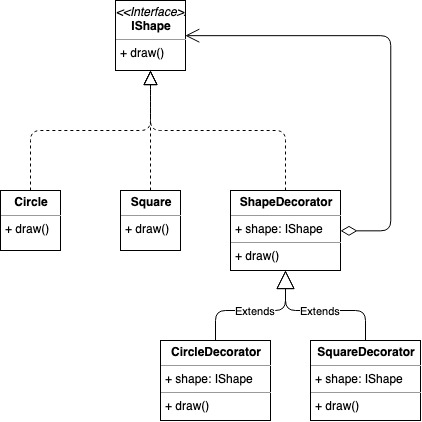 <<Interface>>
IShape
+ draw()
Circle
+ draw()
Square
+ draw()
ShapeDecorator
+ shape: IShape
+ draw()
Extends
Extends
CircleDecorator
+ shape: IShape
+ draw()
SquareDecorator
+ shape: IShape
+ draw()